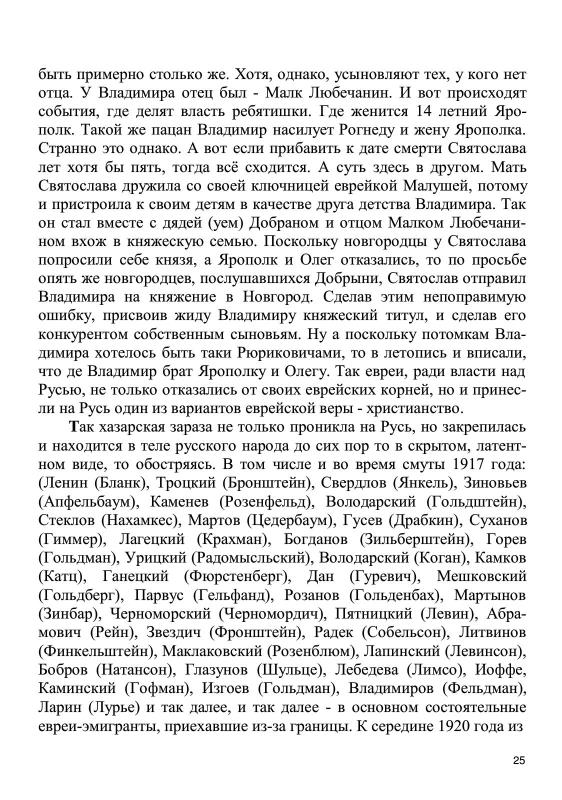 быть примерно столько же. Хотя, однако, усыновляют тех, у кого нет
отца. У Владимира отец был - Малк Любечанин. И вот происходят
события, где делят власть ребятишки. Где женится 14 летний Яро-
полк. Такой же пацан Владимир насилует Рогнеду и жену Ярополка.
Странно это однако. А вот если прибавить к дате смерти Святослава
лет хотя бы пять, тогда всё сходится. А суть здесь в другом. Мать
Святослава дружила со своей ключницей еврейкой Малушей, потому
и пристроила к своим детям в качестве друга детства Владимира. Так
он стал вместе с дядей (уем) Добраном и отцом Малком Любечани-
ном вхож в княжескую семью. Поскольку новгородцы у Святослава
попросили себе князя, а Ярополк и Олег отказались, то по просьбе
опять же новгородцев, послушавшихся Добрыни, Святослав отправил
Владимира на княжение в Новгород. Сделав этим непоправимую
ошибку, присвоив жиду Владимиру княжеский титул, и сделав его
конкурентом собственным сыновьям. Ну а поскольку потомкам Вла-
димира хотелось быть таки Рюриковичами, то в летопись и вписали,
что де Владимир брат Ярополку и Олегу. Так евреи, ради власти над
Русью, не только отказались от своих еврейских корней, но и принес-
ли на Русь один из вариантов еврейской веры - христианство.
Так хазарская зараза не только проникла на Русь, но закрепилась
и находится в теле русского народа до сих пор то в скрытом, латент-
ном виде, то обостряясь. В том числе и во время смуты 1917 года:
(Ленин (Бланк), Троцкий (Бронштейн), Свердлов (Янкель), Зиновьев
(Апфельбаум), Каменев (Розенфельд), Володарский (Гольдштейн),
Стеклов (Нахамкес), Мартов (Цедербаум), Гусев (Драбкин), Суханов
(Гиммер), Лагецкий (Крахман), Богданов (Зильберштейн), Горев
(Гольдман), Урицкий (Радомысльский), Володарский (Коган), Камков
(Катц), Ганецкий (Фюрстенберг), Дан (Гуревич), Мешковский
(Гольдберг), Парвус (Гельфанд), Розанов (Гольденбах), Мартынов
(Зинбар), Черноморский (Черномордич), Пятницкий (Левин), Абра-
мович (Рейн), Звездич (Фронштейн), Радек (Собельсон), Литвинов
(Финкельштейн), Маклаковский (Розенблюм), Лапинский (Левинсон),
Бобров (Натансон), Глазунов (Шульце), Лебедева (Лимсо), Иоффе,
Каминский (Гофман), Изгоев (Гольдман), Владимиров (Фельдман),
Ларин (Лурье) и так далее, и так далее - в основном состоятельные
евреи-эмигранты, приехавшие из-за границы. К середине 1920 года из
25